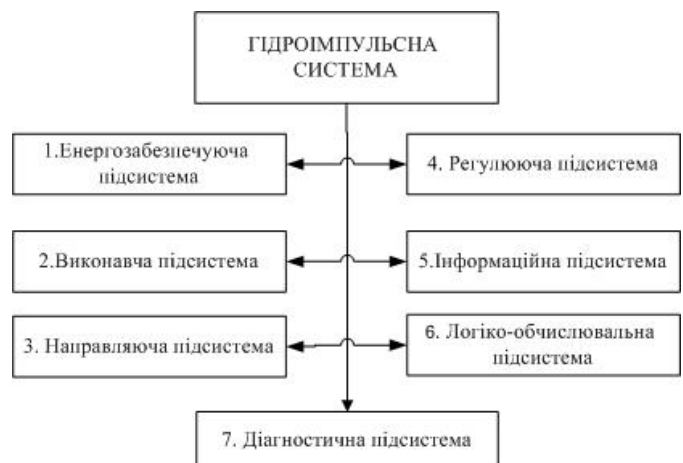 ГІДРОІМПУЛЬСНА
СИСТЕМА
1.Енергозабезпечуюча
підсистема
4. Регулююча підсистема
2.Виконавча підсистема
5.Інформаційна підсистема
3. Направляюча підсистема
6. Логіко-обчислювальна
підсистема
7. Діагностична підсистема